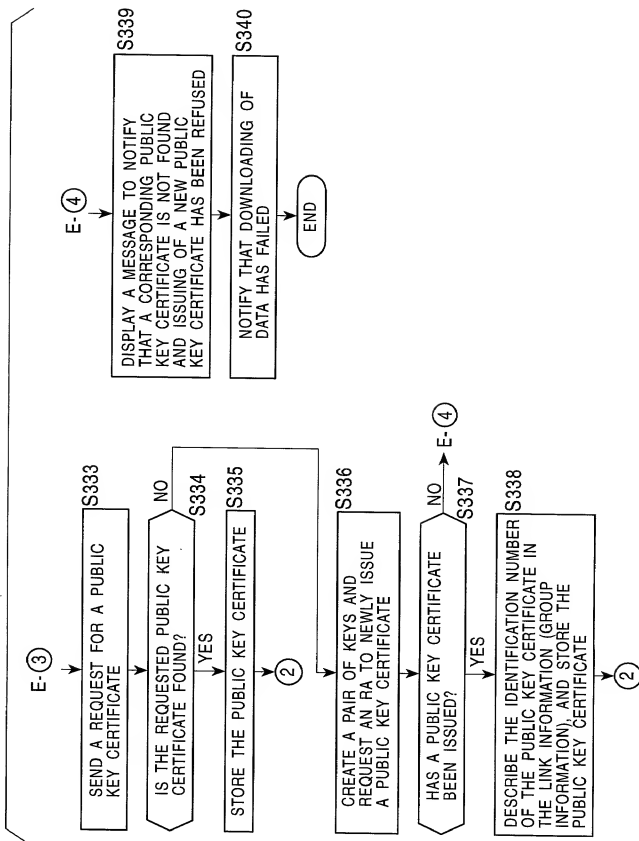 E-③
S333
SEND A REQUEST FOR A PUBLIC
KEY CERTIFICATE
S334
IS THE REQUESTED PUBLIC KEY
CERTIFICATE FOUND?
NO
YES
S335
STORE THE PUBLIC KEY CERTIFICATE
②
S336
CREATE A PAIR OF KEYS AND
REQUEST AN RA TO NEWLY ISSUE
A PUBLIC KEY CERTIFICATE
S337
HAS A PUBLIC KEY CERTIFICATE
BEEN ISSUED?
NO
E-④
YES
S338
DESCRIBE THE IDENTIFICATION NUMBER
OF THE PUBLIC KEY CERTIFICATE IN
THE LINK INFORMATION (GROUP
INFORMATION), AND STORE THE
PUBLIC KEY CERTIFICATE
②
E-④
S339
DISPLAY A MESSAGE TO NOTIFY
THAT A CORRESPONDING PUBLIC
KEY CERTIFICATE IS NOT FOUND
AND ISSUING OF A NEW PUBLIC
KEY CERTIFICATE HAS BEEN REFUSED
S340
NOTIFY THAT DOWNLOADING OF
DATA HAS FAILED
END